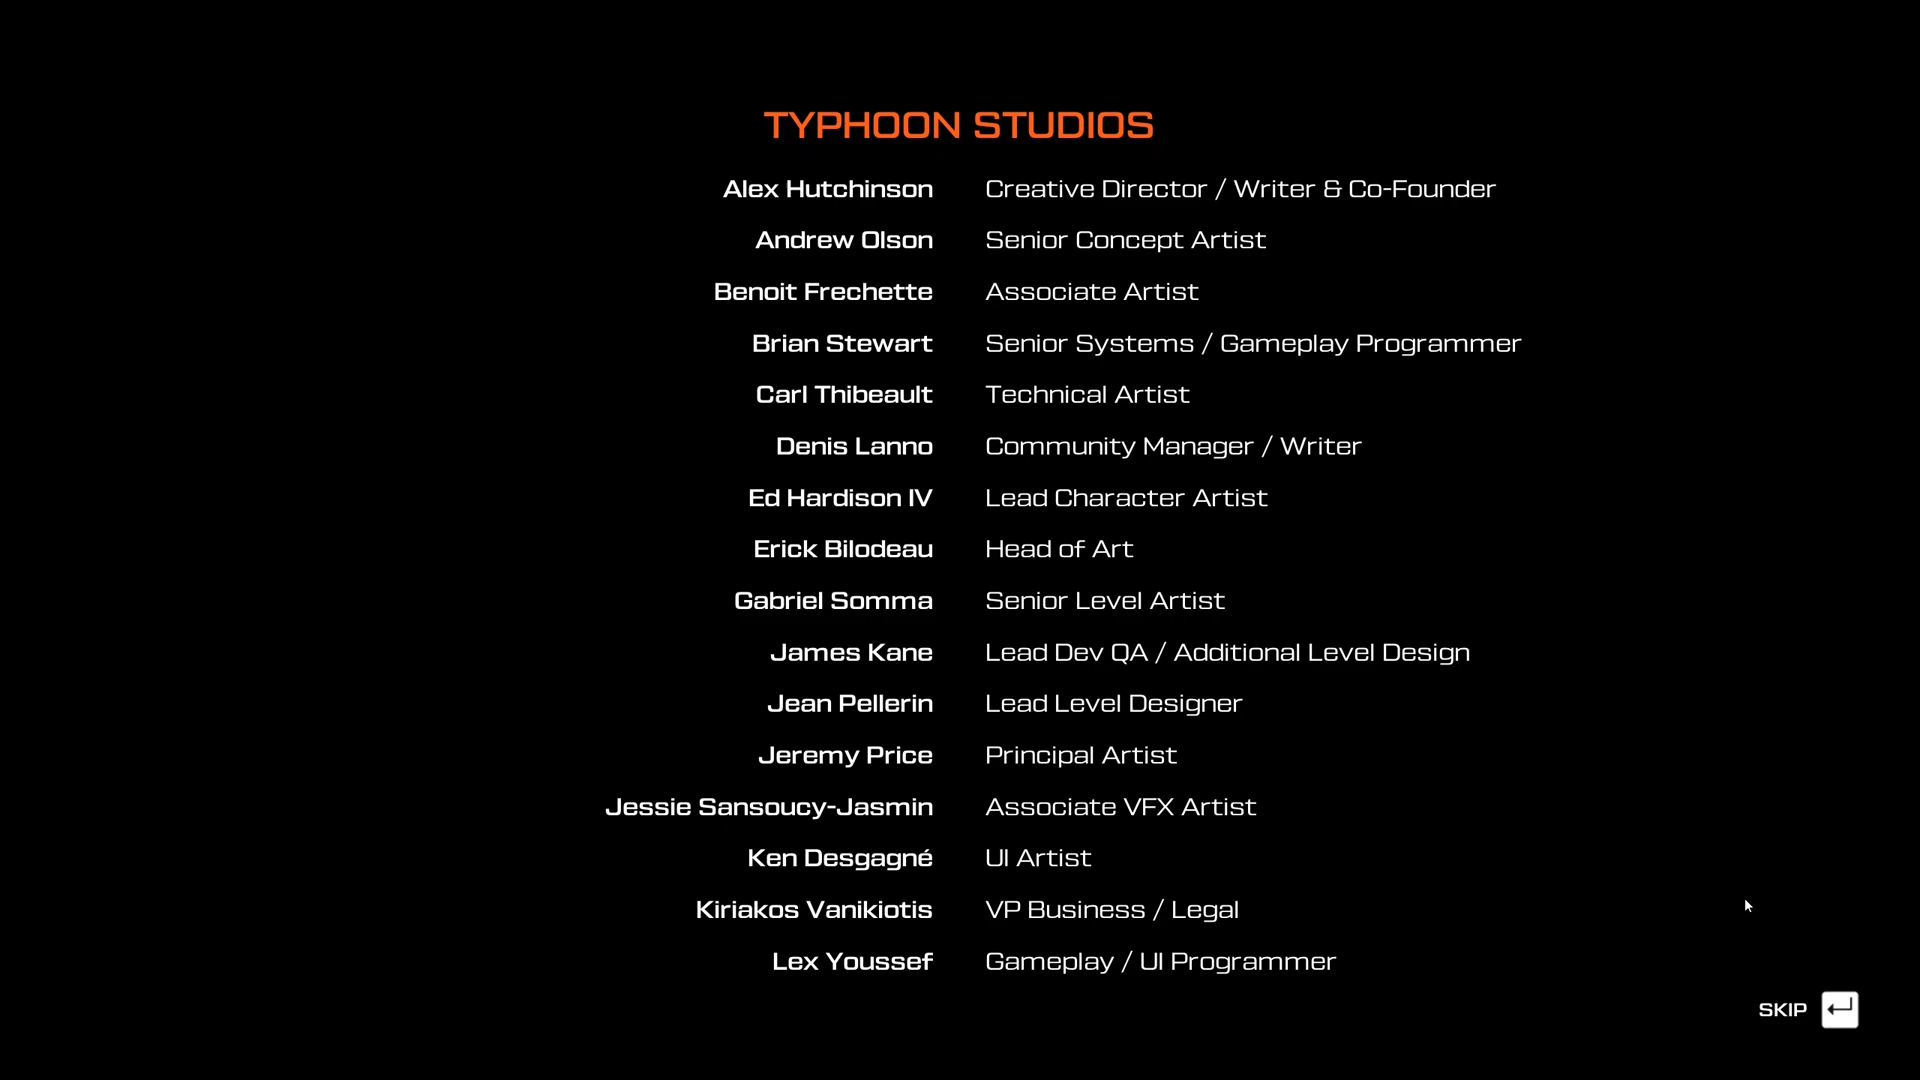 TYPHOON STUDIOS
Alex Hutchinson Creative Director / Writer & Co-Founder
Andrew Olson Senior Concept Artist
Benoit Frechette Associate Artist
Brian Stewart Senior Systems / Gameplay Programmer
Carl Thibeault Technical Artist
Denis Lanno Community Manager / Writer
Ed Hardison IV Lead Character Artist
Erick Bilodeau Head of Art
Gabriel Somma Senior Level Artist
James Kane Lead Dev QA / Additional Level Design
Jean Pellerin Lead Level Designer
Jeremy Price Principal Artist
Jessie Sansoucy-Jasmin Associate VFX Artist
Ken Desgagné UI Artist
Kiriakos Vanikiotis VP Business / Legal
Lex Youssef Gameplay / UI Programmer
SKIP